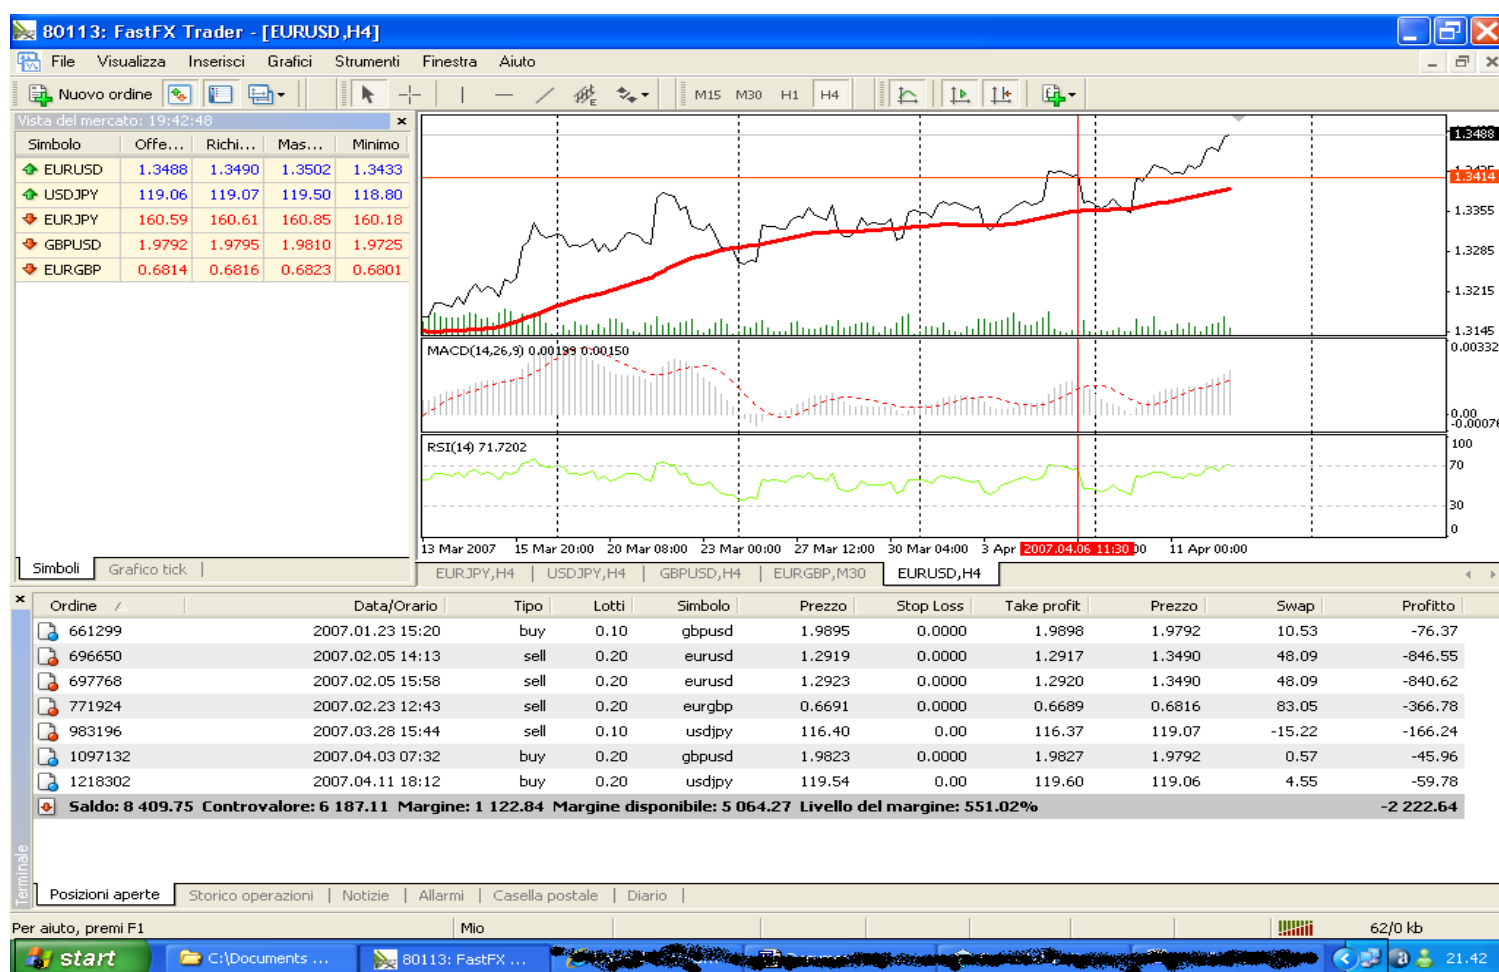 80113: FastFX Trader - [EURUSD,H4]
File Visualizza Inserisci Grafici Strumenti Finestra Aiuto
Nuovo ordine M15 M30 H1 H4
Vista del mercato: 19:42:48
Simbolo Offe... Richi... Mas... Minimo
EURUSD 1.3488 1.3490 1.3502 1.3433
USDJPY 119.06 119.07 119.50 118.80
EURJPY 160.59 160.61 160.85 160.18
GBPUSD 1.9792 1.9795 1.9810 1.9725
EURGBP 0.6814 0.6816 0.6823 0.6801
Simboli Grafico tick
1.3488
1.3414
1.3355
1.3285
1.3215
1.3145
MACD(14,26,9) 0.00199 0.00150
0.00332
0.00
-0.00076
RSI(14) 71.7202
100
70
30
0
13 Mar 2007 15 Mar 20:00 20 Mar 08:00 23 Mar 00:00 27 Mar 12:00 30 Mar 04:00 3 Apr 2007.04.06 11:30 00 11 Apr 00:00
EURJPY,H4 USDJPY,H4 GBPUSD,H4 EURGBP,M30 EURUSD,H4
Ordine Data/Orario Tipo Lotti Simbolo Prezzo Stop Loss Take profit Prezzo Swap Profitto
661299 2007.01.23 15:20 buy 0.10 gbpusd 1.9895 0.0000 1.9898 1.9792 10.53 -76.37
696650 2007.02.05 14:13 sell 0.20 eurusd 1.2919 0.0000 1.2917 1.3490 48.09 -846.55
697768 2007.02.05 15:58 sell 0.20 eurusd 1.2923 0.0000 1.2920 1.3490 48.09 -840.62
771924 2007.02.23 12:43 sell 0.20 eurgbp 0.6691 0.0000 0.6689 0.6816 83.05 -366.78
983196 2007.03.28 15:44 sell 0.10 usdjpy 116.40 0.00 116.37 119.07 -15.22 -166.24
1097132 2007.04.03 07:32 buy 0.20 gbpusd 1.9823 0.0000 1.9827 1.9792 0.57 -45.96
1218302 2007.04.11 18:12 buy 0.20 usdjpy 119.54 0.00 119.60 119.06 4.55 -59.78
Saldo: 8 409.75 Controvalore: 6 187.11 Margine: 1 122.84 Margine disponibile: 5 064.27 Livello del margine: 551.02% -2 222.64
Terminale
Posizioni aperte Storico operazioni Notizie Allarmi Casella postale Diario
Per aiuto, premi F1 Mio 62/0 kb
start C:\Documents ... 80113: FastFX ... 21.42